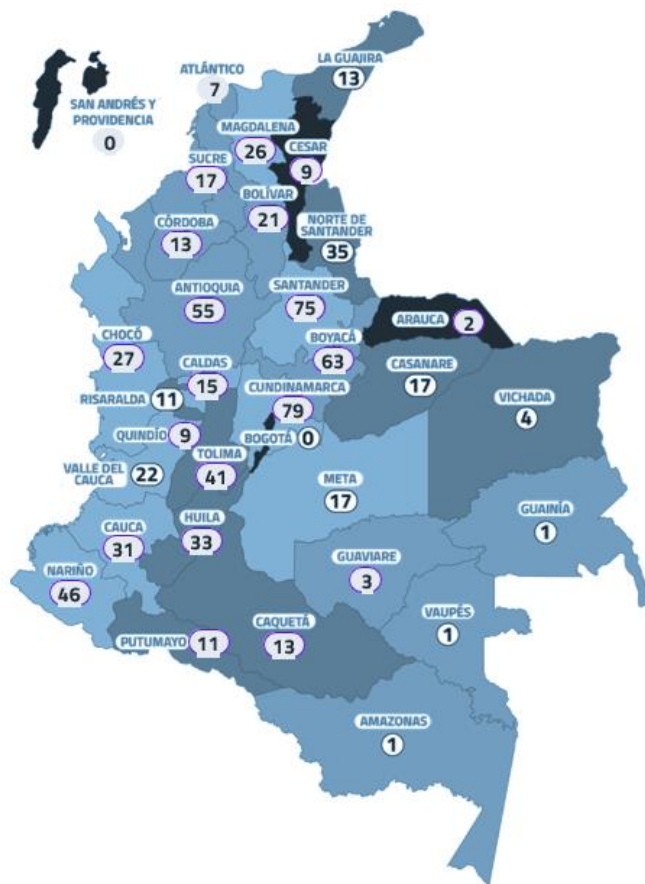 LA GUAJIRA
13
ATLÁNTICO
7
SAN ANDRÉS Y
PROVIDENCIA
0
MAGDALENA
26
CESAR
9
SUCRE
17
BOLÍVAR
21
NORTE DE
SANTANDER
35
CÓRDOBA
13
ANTIOQUIA
55
SANTANDER
75
ARAUCA 2
CHOCÓ
27
BOYACÁ
63
CASANARE
17
CALDAS
15
CUNDINAMARCA
79
VICHADA
4
RISARALDA 11
QUINDÍO 9
BOGOTÁ 0
TOLIMA
41
VALLE DEL
CAUCA
22
META
17
GUAINÍA
1
CAUCA
31
HUILA
33
GUAVIARE
3
NARIÑO
46
VAUPÉS
1
PUTUMAYO 11
CAQUETÁ
13
AMAZONAS
1